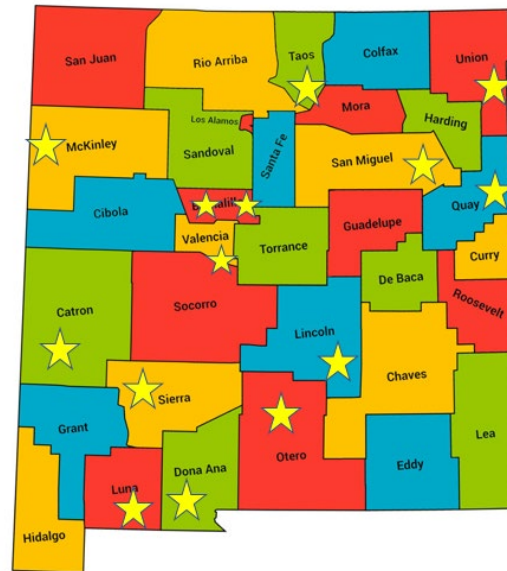 San Juan
Rio Arriba
Taos
Colfax
Union
Los Alamos
Mora
Harding
McKinley
Sandoval
Santa Fe
San Miguel
Quay
Cibola
Valencia
Torrance
Guadelupe
Curry
Catron
Socorro
De Baca
Roosevelt
Lincoln
Chaves
Sierra
Grant
Luna
Dona Ana
Otero
Eddy
Lea
Hidalgo